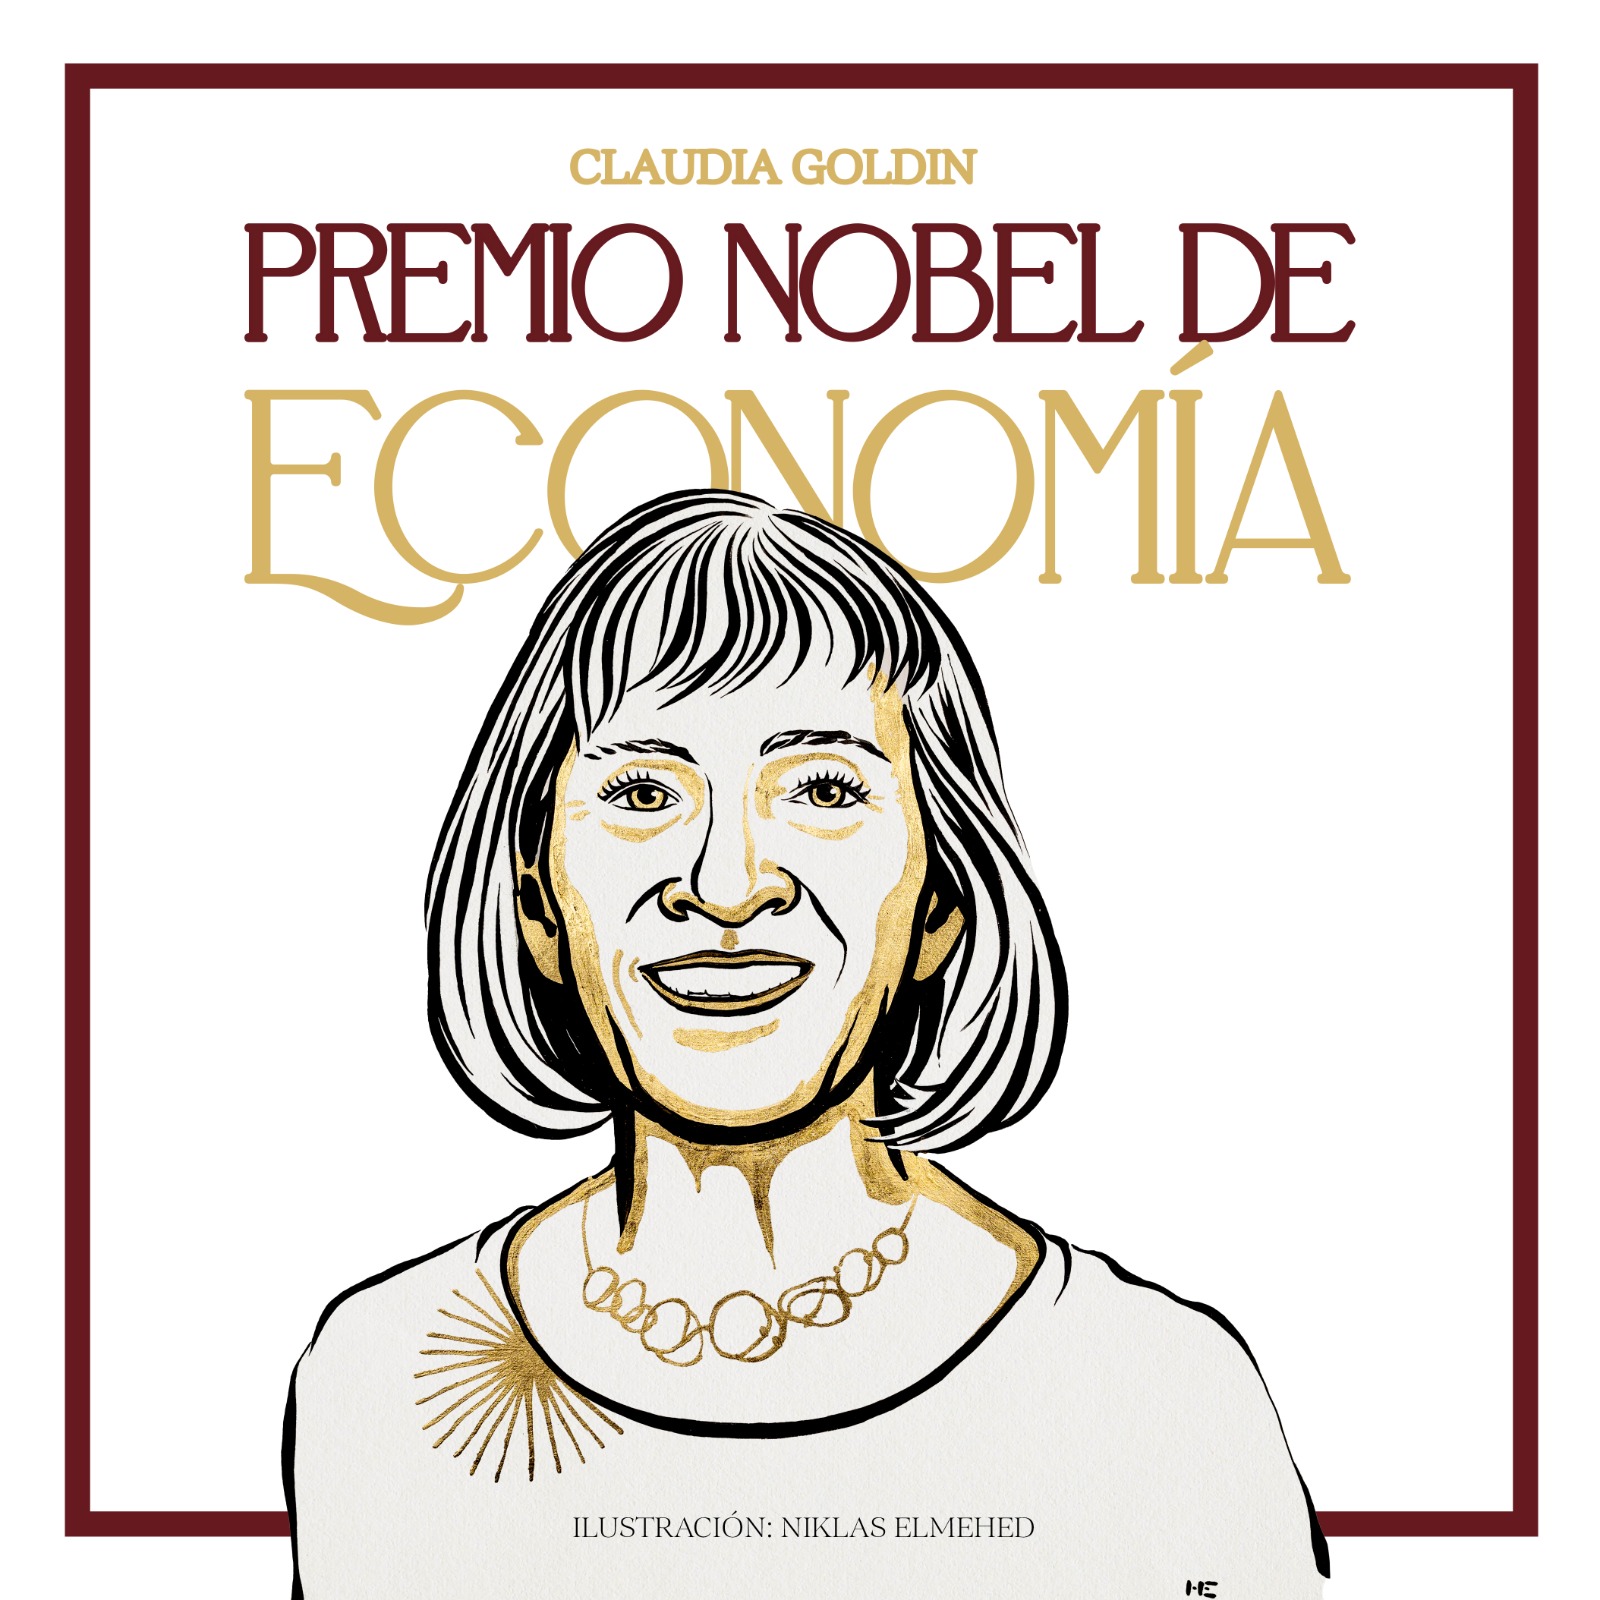 CLAUDIA GOLDIN
PREMIO NOBEL DE
ECONOMÍA
ILUSTRACIÓN: NIKLAS ELMEHED